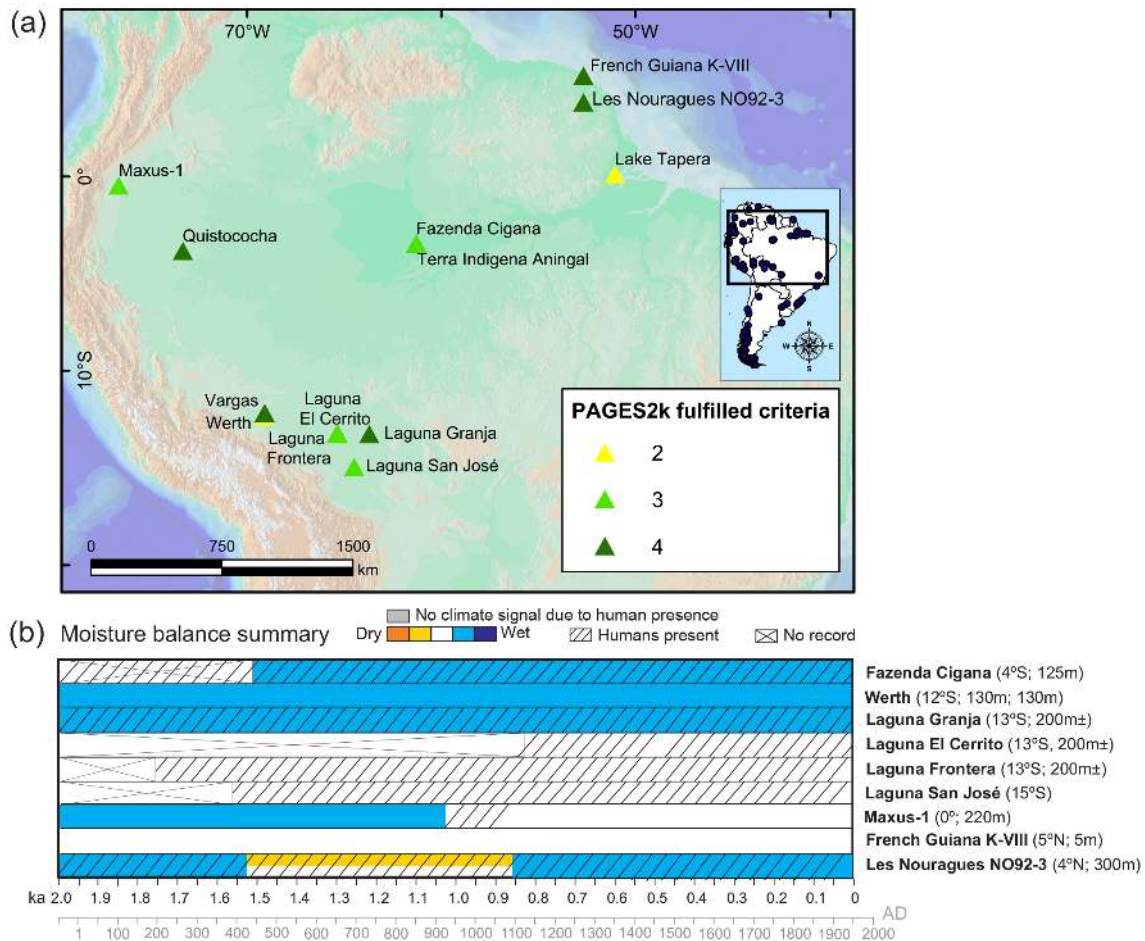 (a)
70°W
50°W
French Guiana K-VIII
Les Nouragues NO92-3
Lake Tapera
Maxus-1
0°
Quistococha
Fazenda Cigana
Terra Indigena Aningal
N
W E
S
10°S
Vargas
Werth
Laguna
El Cerrito
Laguna
Frontera
Laguna Granja
Laguna San José
PAGES2k fulfilled criteria
2
3
4
0 750 1500
km
(b) Moisture balance summary
No climate signal due to human presence
Dry Wet Humans present No record
Fazenda Cigana (4°S; 125m)
Werth (12°S; 130m; 130m)
Laguna Granja (13°S; 200m±)
Laguna El Cerrito (13°S, 200m±)
Laguna Frontera (13°S; 200m±)
Laguna San José (15°S)
Maxus-1 (0°; 220m)
French Guiana K-VIII (5°N; 5m)
Les Nouragues NO92-3 (4°N; 300m)
ka 1.9 1.8 1.7 1.6 1.5 1.4 1.3 1.2 1.1 1.0 0.9 0.8 0.7 0.6 0.5 0.4 0.3 0.2 0.1 0
AD
1 100 200 300 400 500 600 700 800 900 1000 1100 1200 1300 1400 1500 1600 1700 1800 1900 2000